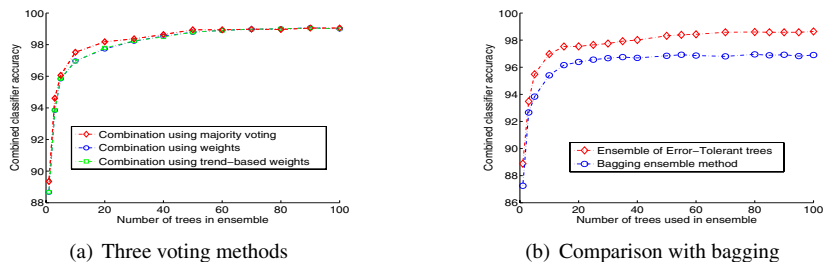 100
98
96
94
92
90
88
0
20
40
60
80
100
Combined classifier accuracy
Number of trees in ensemble
Combination using majority voting
Combination using weights
Combination using trend−based weights
(a) Three voting methods
100
98
96
94
92
90
88
86
0
20
40
60
80
100
Combined classifier accuracy
Number of trees used in ensemble
Ensemble of Error−Tolerant trees
Bagging ensemble method
(b) Comparison with bagging